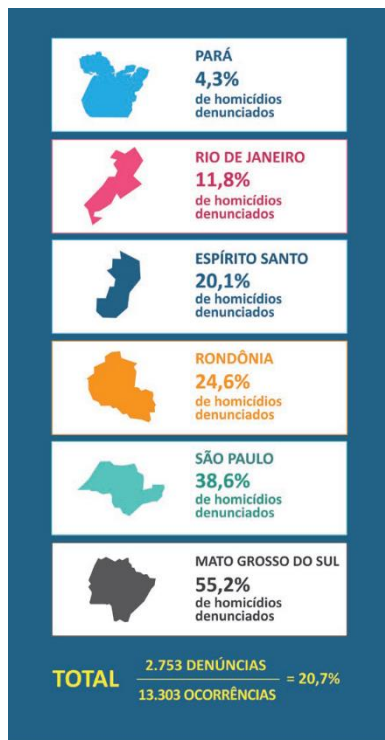 PARÁ
4,3%
de homicídios
denunciados
RIO DE JANEIRO
11,8%
de homicídios
denunciados
ESPÍRITO SANTO
20,1%
de homicídios
denunciados
RONDÔNIA
24,6%
de homicídios
denunciados
SÃO PAULO
38,6%
de homicídios
denunciados
MATO GROSSO DO SUL
55,2%
de homicídios
denunciados
TOTAL 2.753 DENÚNCIAS = 20,7%
13.303 OCORRÊNCIAS